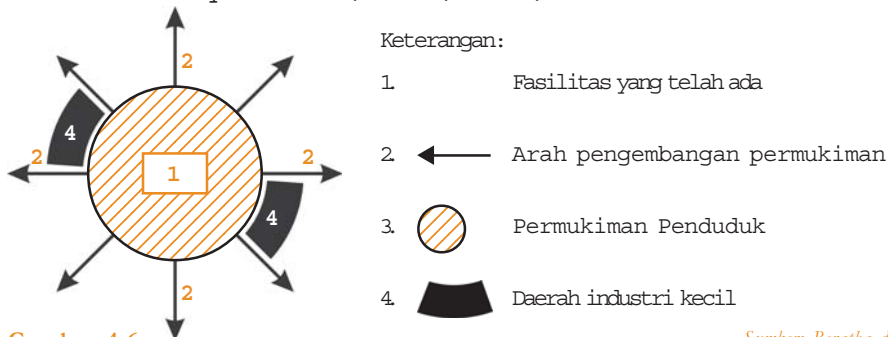 2
2
4
2
1
2
4
2
Keterangan:
1. Fasilitas yang telah ada
2. Arah pengembangan permukiman
3. Permukiman Penduduk
4. Daerah industri kecil